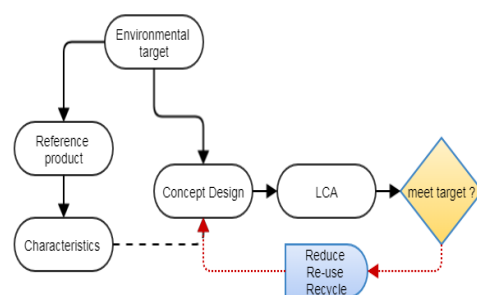 Environmental
target
Reference
product
Concept Design
LCA
meet target ?
Characteristics
Reduce
Re-use
Recycle